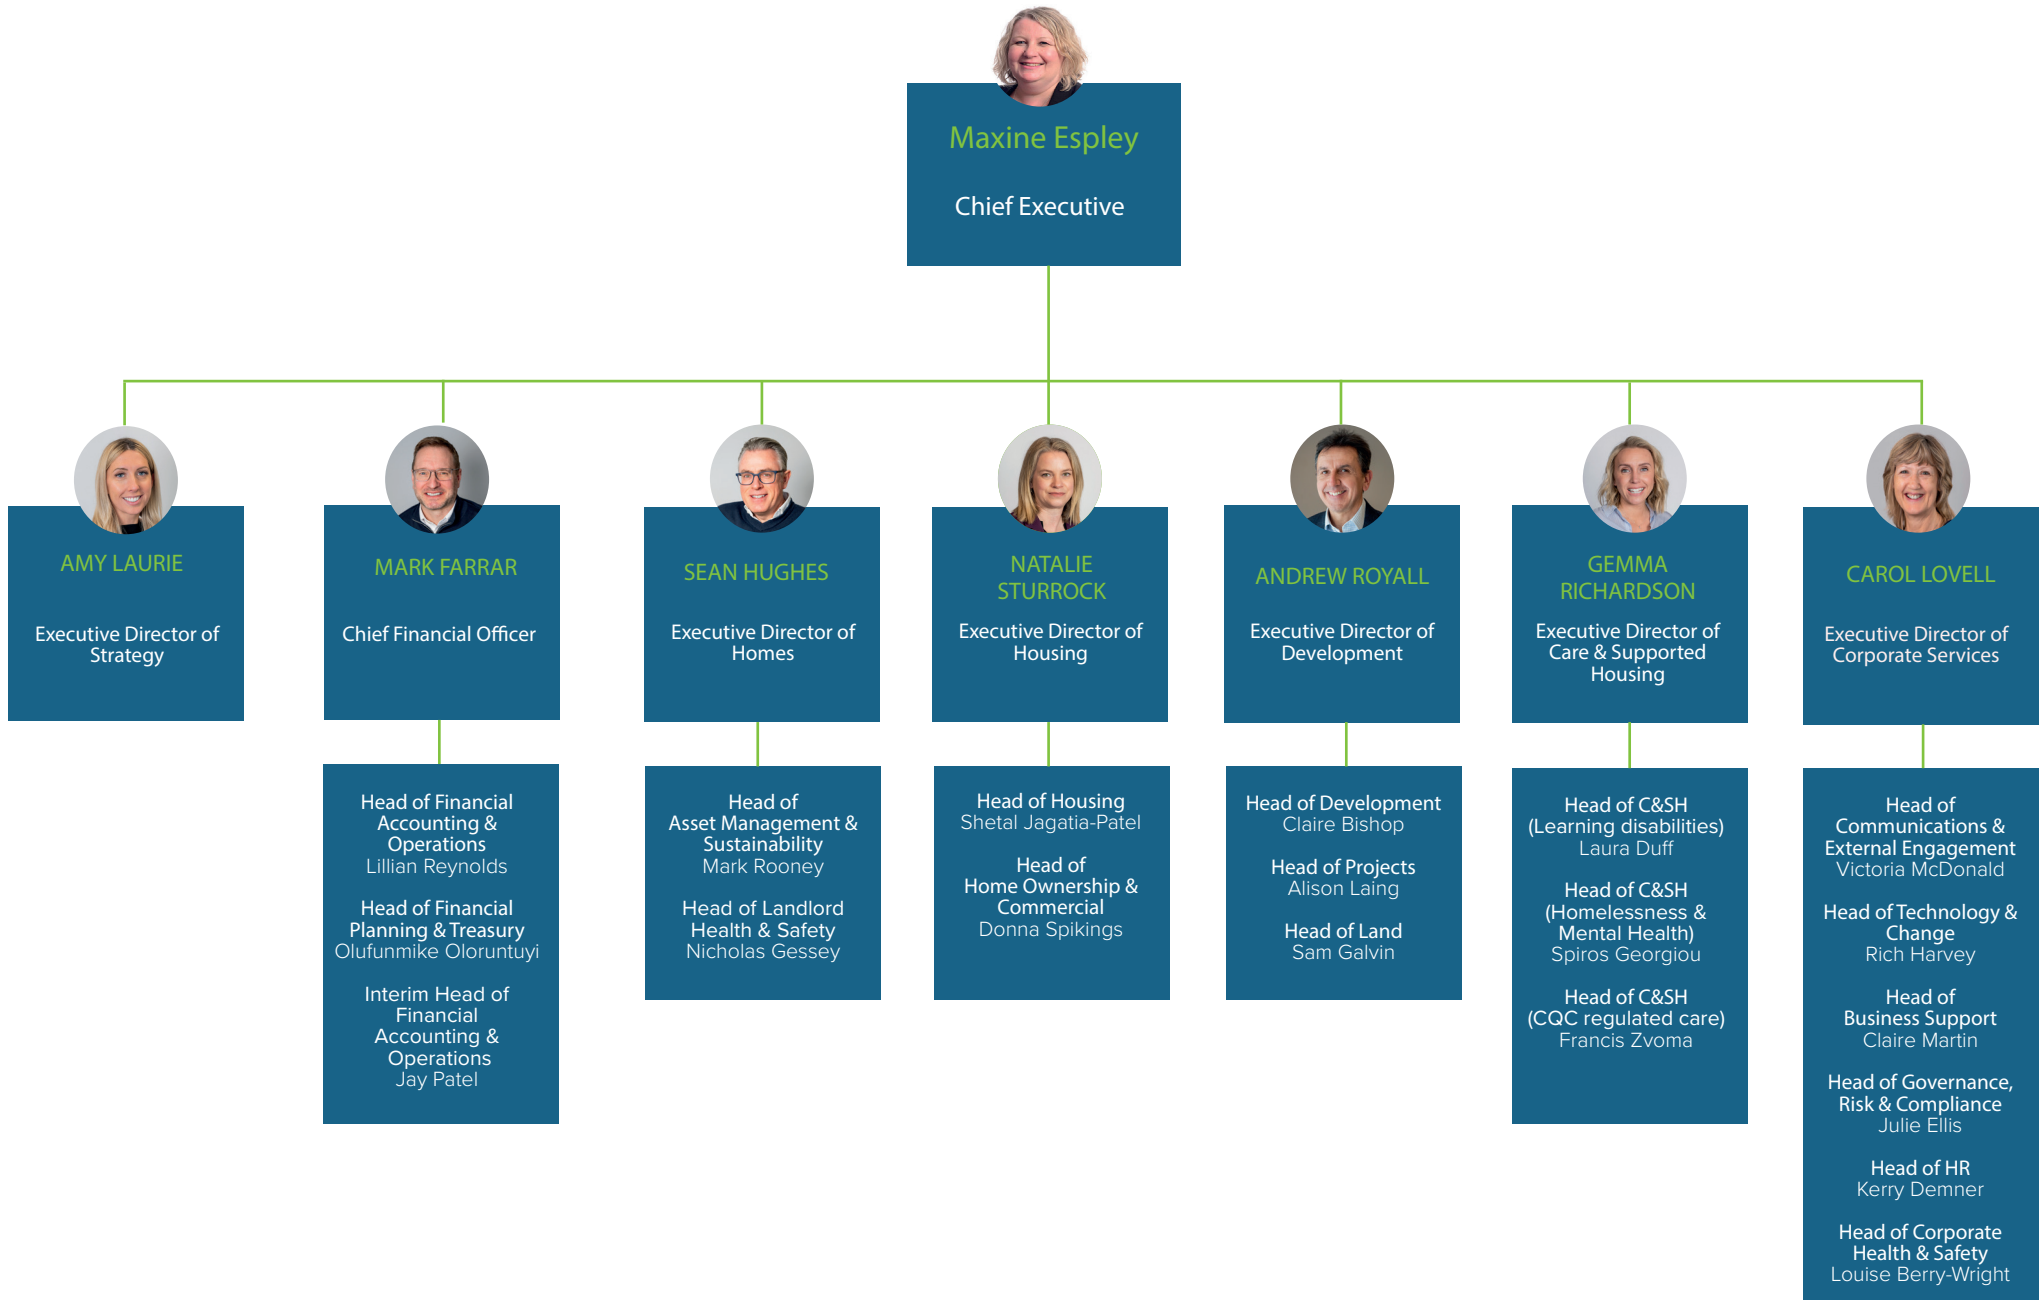 Maxine Espley
Chief Executive
AMY LAURIE
Executive Director of
Strategy
MARK FARRAR
Chief Financial Officer
SEAN HUGHES
Executive Director of
Homes
NATALIE
STURROCK
Executive Director of
Housing
ANDREW ROYALL
Executive Director of
Development
GEMMA
RICHARDSON
Executive Director of
Care & Supported
Housing
CAROL LOVELL
Executive Director of
Corporate Services
Head of Financial
Accounting &
Operations
Lillian Reynolds
Head of Financial
Planning & Treasury
Olufunmike Oloruntuyi
Interim Head of
Financial
Accounting &
Operations
Jay Patel
Head of
Asset Management &
Sustainability
Mark Rooney
Head of Landlord
Health & Safety
Nicholas Gessey
Head of Housing
Shetal Jagatia-Patel
Head of
Home Ownership &
Commercial
Donna Spikings
Head of Development
Claire Bishop
Head of Projects
Alison Laing
Head of Land
Sam Galvin
Head of C&SH
(Learning disabilities)
Laura Duff
Head of C&SH
(Homelessness &
Mental Health)
Spiros Georgiou
Head of C&SH
(CQC regulated care)
Francis Zvoma
Head of
Communications &
External Engagement
Victoria McDonald
Head of Technology &
Change
Rich Harvey
Head of
Business Support
Claire Martin
Head of Governance,
Risk & Compliance
Julie Ellis
Head of HR
Kerry Demner
Head of Corporate
Health & Safety
Louise Berry-Wright